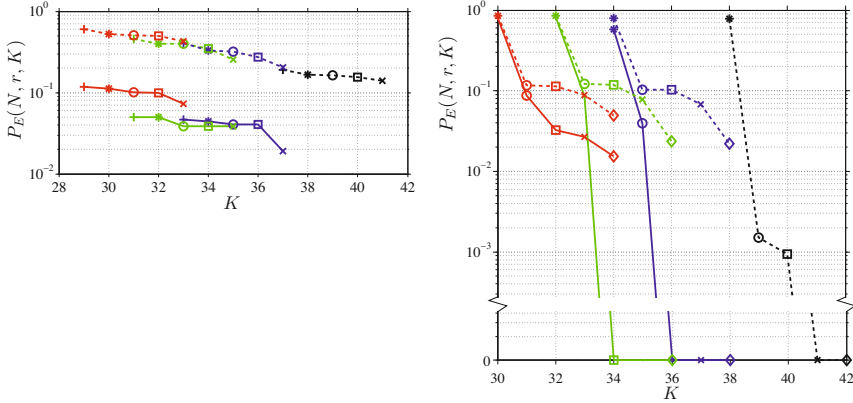 10^0
10^{-1}
10^{-2}
28 30 32 34 36 38 40 42
K
P_E(N, r, K)
10^0
10^{-1}
10^{-2}
10^{-3}
0
30 32 34 36 38 40 42
K
P_E(N, r, K)